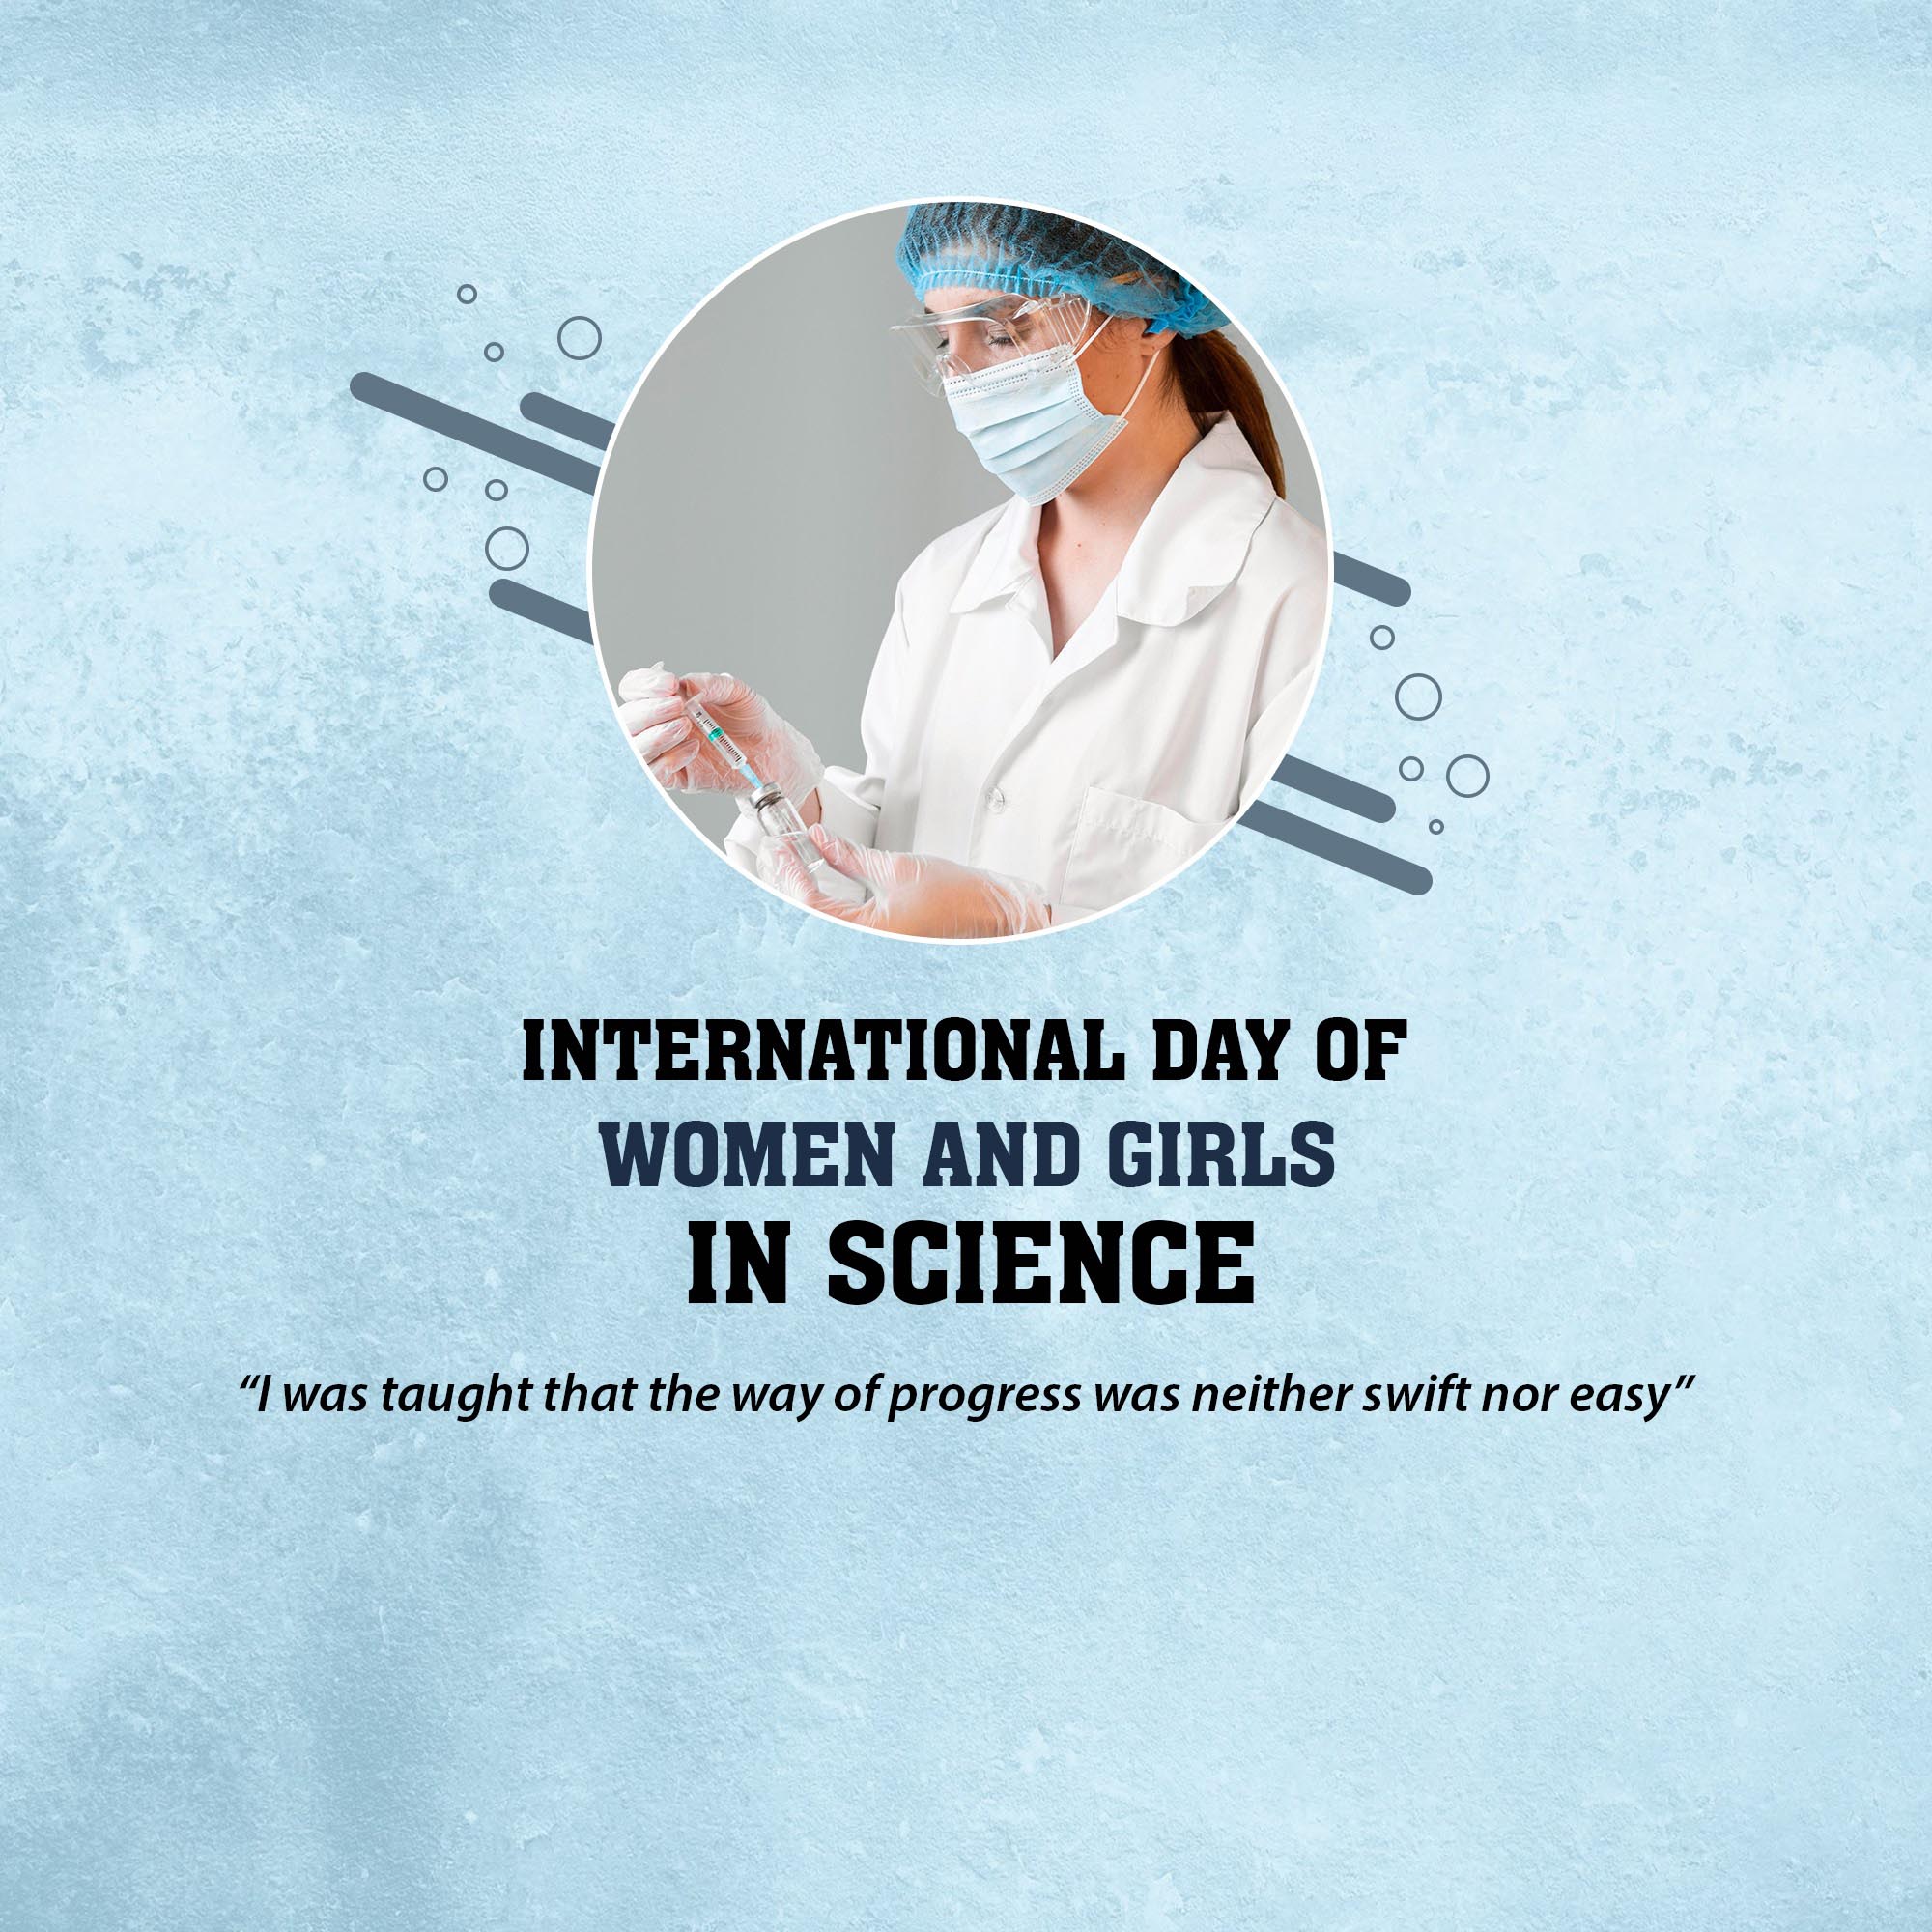 INTERNATIONAL DAY OF
WOMEN AND GIRLS
IN SCIENCE
“I was taught that the way of progress was neither swift nor easy”